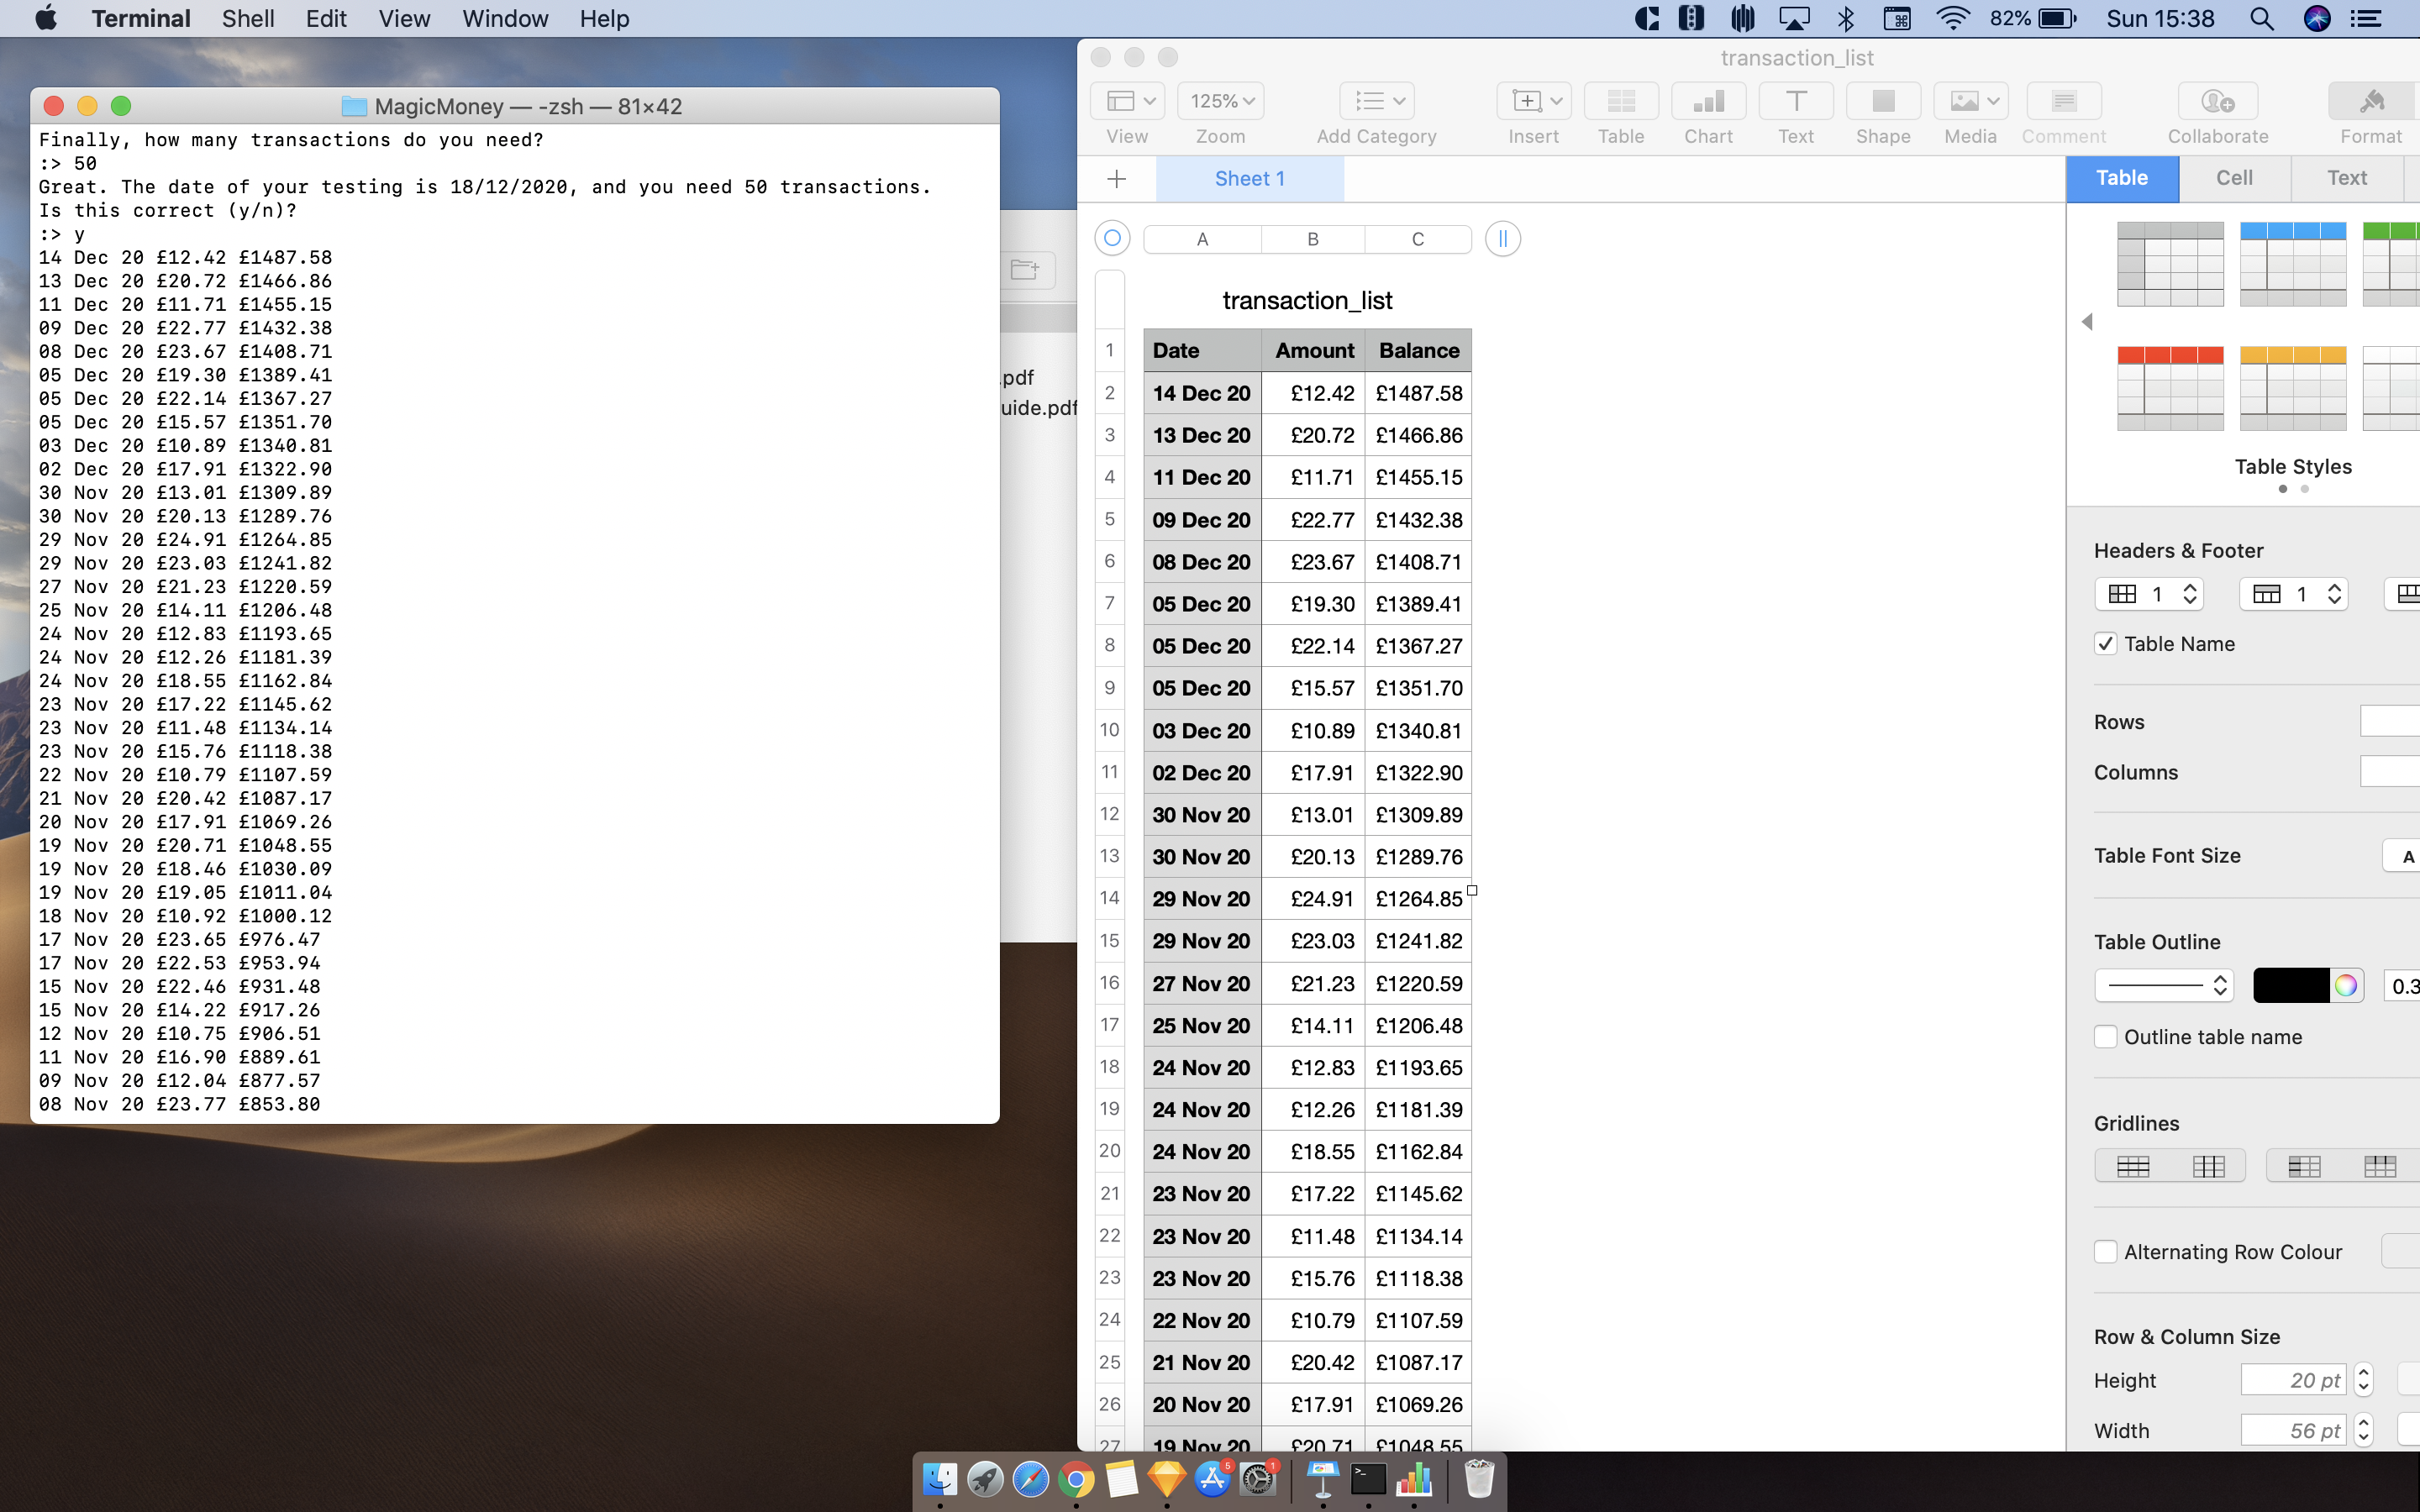 Terminal Shell Edit View Window Help 82% Sun 15:38
MagicMoney — -zsh — 81×42
Finally, how many transactions do you need?
:> 50
Great. The date of your testing is 18/12/2020, and you need 50 transactions.
Is this correct (y/n)?
:> y
14 Dec 20 £12.42 £1487.58
13 Dec 20 £20.72 £1466.86
11 Dec 20 £11.71 £1455.15
09 Dec 20 £22.77 £1432.38
08 Dec 20 £23.67 £1408.71
05 Dec 20 £19.30 £1389.41
05 Dec 20 £22.14 £1367.27
05 Dec 20 £15.57 £1351.70
03 Dec 20 £10.89 £1340.81
02 Dec 20 £17.91 £1322.90
30 Nov 20 £13.01 £1309.89
30 Nov 20 £20.13 £1289.76
29 Nov 20 £24.91 £1264.85
29 Nov 20 £23.03 £1241.82
27 Nov 20 £21.23 £1220.59
25 Nov 20 £14.11 £1206.48
24 Nov 20 £12.83 £1193.65
24 Nov 20 £12.26 £1181.39
24 Nov 20 £18.55 £1162.84
23 Nov 20 £17.22 £1145.62
23 Nov 20 £11.48 £1134.14
23 Nov 20 £15.76 £1118.38
22 Nov 20 £10.79 £1107.59
21 Nov 20 £20.42 £1087.17
20 Nov 20 £17.91 £1069.26
19 Nov 20 £20.71 £1048.55
19 Nov 20 £18.46 £1030.09
19 Nov 20 £19.05 £1011.04
18 Nov 20 £10.92 £1000.12
17 Nov 20 £23.65 £976.47
17 Nov 20 £22.53 £953.94
15 Nov 20 £22.46 £931.48
15 Nov 20 £14.22 £917.26
12 Nov 20 £10.75 £906.51
11 Nov 20 £16.90 £889.61
09 Nov 20 £12.04 £877.57
08 Nov 20 £23.77 £853.80
.pdf
uide.pdf
transaction_list
125%
View Zoom Add Category Insert Table Chart Text Shape Media Comment Collaborate Format
Sheet 1
A B C
transaction_list
1 Date Amount Balance
2 14 Dec 20 £12.42 £1487.58
3 13 Dec 20 £20.72 £1466.86
4 11 Dec 20 £11.71 £1455.15
5 09 Dec 20 £22.77 £1432.38
6 08 Dec 20 £23.67 £1408.71
7 05 Dec 20 £19.30 £1389.41
8 05 Dec 20 £22.14 £1367.27
9 05 Dec 20 £15.57 £1351.70
10 03 Dec 20 £10.89 £1340.81
11 02 Dec 20 £17.91 £1322.90
12 30 Nov 20 £13.01 £1309.89
13 30 Nov 20 £20.13 £1289.76
14 29 Nov 20 £24.91 £1264.85
15 29 Nov 20 £23.03 £1241.82
16 27 Nov 20 £21.23 £1220.59
17 25 Nov 20 £14.11 £1206.48
18 24 Nov 20 £12.83 £1193.65
19 24 Nov 20 £12.26 £1181.39
20 24 Nov 20 £18.55 £1162.84
21 23 Nov 20 £17.22 £1145.62
22 23 Nov 20 £11.48 £1134.14
23 23 Nov 20 £15.76 £1118.38
24 22 Nov 20 £10.79 £1107.59
25 21 Nov 20 £20.42 £1087.17
26 20 Nov 20 £17.91 £1069.26
27 19 Nov 20 £20.71 £1048.55
Table Cell Text
Table Styles
Headers & Footer
1 1
Table Name
Rows
Columns
Table Font Size A
Table Outline
0.3
Outline table name
Gridlines
Alternating Row Colour
Row & Column Size
Height 20 pt
Width 56 pt
5 1